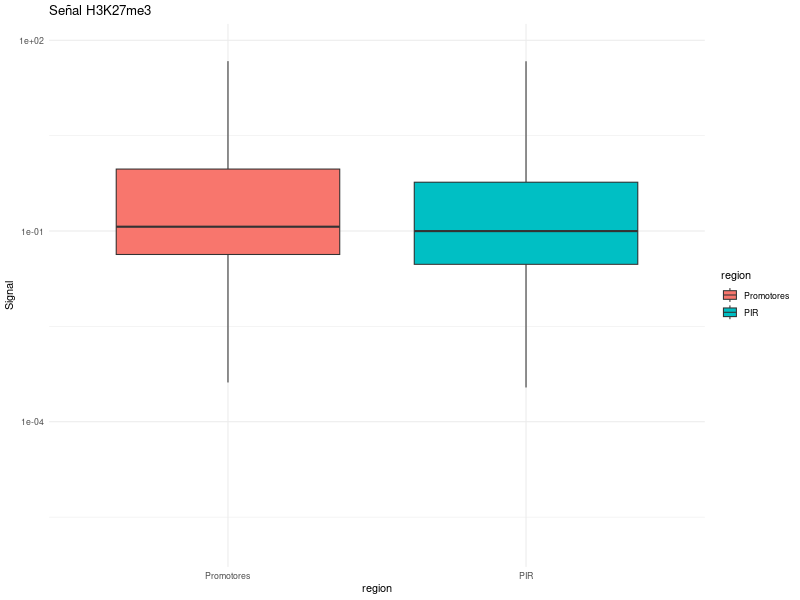 Señal H3K27me3
1e+02
1e-01
1e-04
Signal
Promotores
PIR
region
region
Promotores
PIR